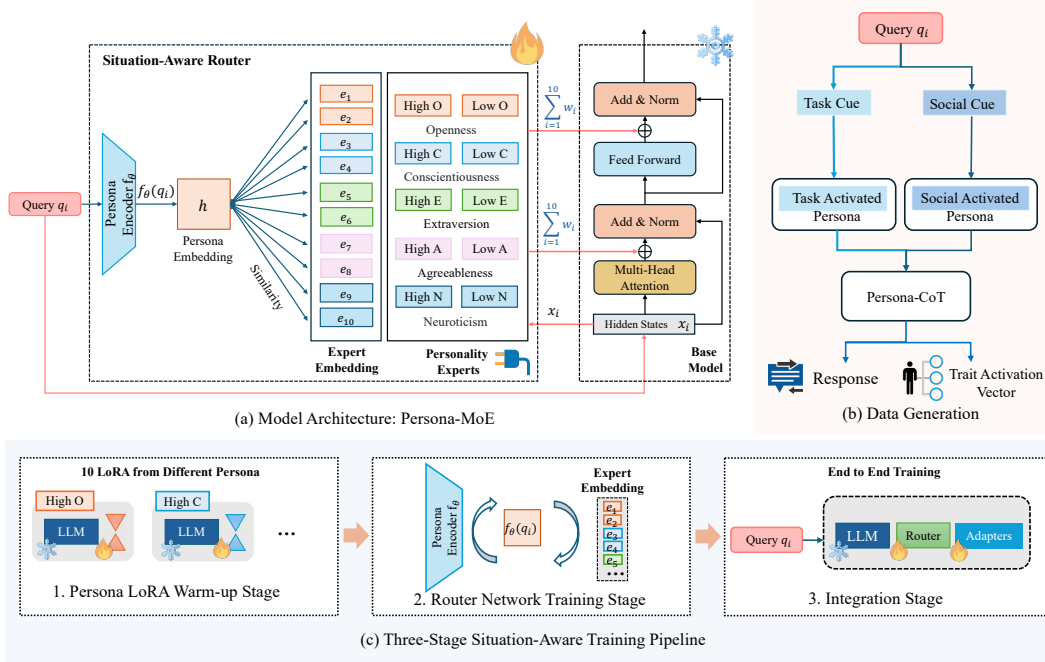 Situation-Aware Router
Query q_i
Persona
Encoder f_θ
f_θ(q_i)
h
Persona
Embedding
Similarity
e_1
e_2
e_3
e_4
e_5
e_6
e_7
e_8
e_9
e_10
Expert
Embedding
High O
Low O
Openness
High C
Low C
Conscientiousness
High E
Low E
Extraversion
High A
Low A
Agreeableness
High N
Low N
Neuroticism
Personality
Experts
∑_{i=1}^{10} w_i
∑_{i=1}^{10} w_i
x_i
Add & Norm
Feed Forward
Add & Norm
Multi-Head
Attention
Hidden States x_i
Base
Model
(a) Model Architecture: Persona-MoE
Query q_i
Task Cue
Social Cue
Task Activated
Persona
Social Activated
Persona
Persona-CoT
Response
Trait Activation
Vector
(b) Data Generation
10 LoRA from Different Persona
High O
LLM
High C
LLM
...
1. Persona LoRA Warm-up Stage
Persona
Encoder f_θ
f_θ(q_i)
Expert
Embedding
e_1
e_2
e_3
e_4
e_5
...
2. Router Network Training Stage
End to End Training
Query q_i
LLM
Router
Adapters
3. Integration Stage
(c) Three-Stage Situation-Aware Training Pipeline